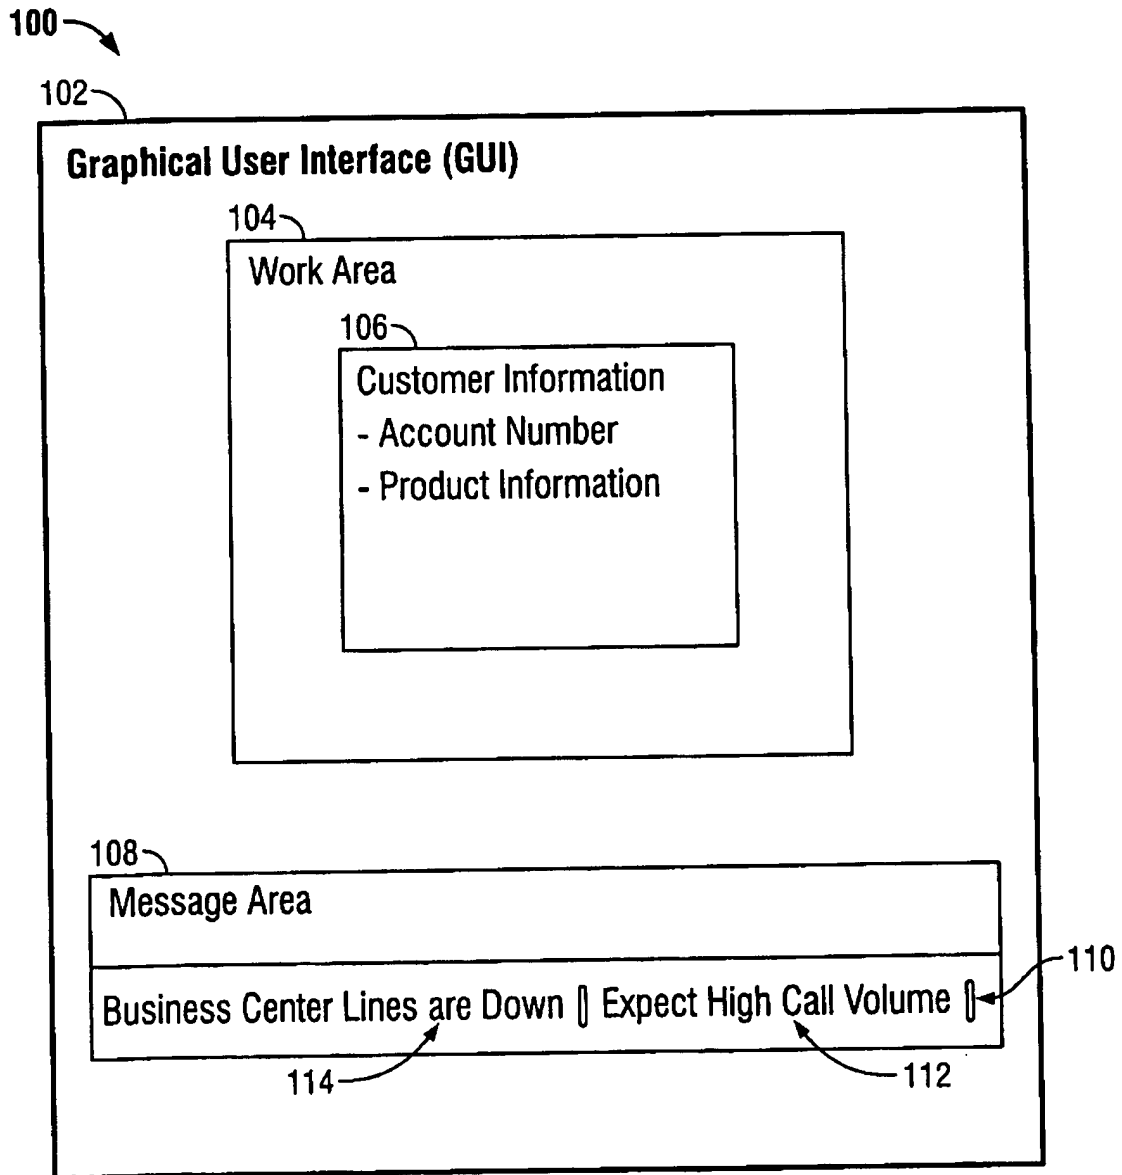 100
102
Graphical User Interface (GUI)
104
Work Area
106
Customer Information
- Account Number
- Product Information
108
Message Area
110
Business Center Lines are Down ▯ Expect High Call Volume ▯
114
112